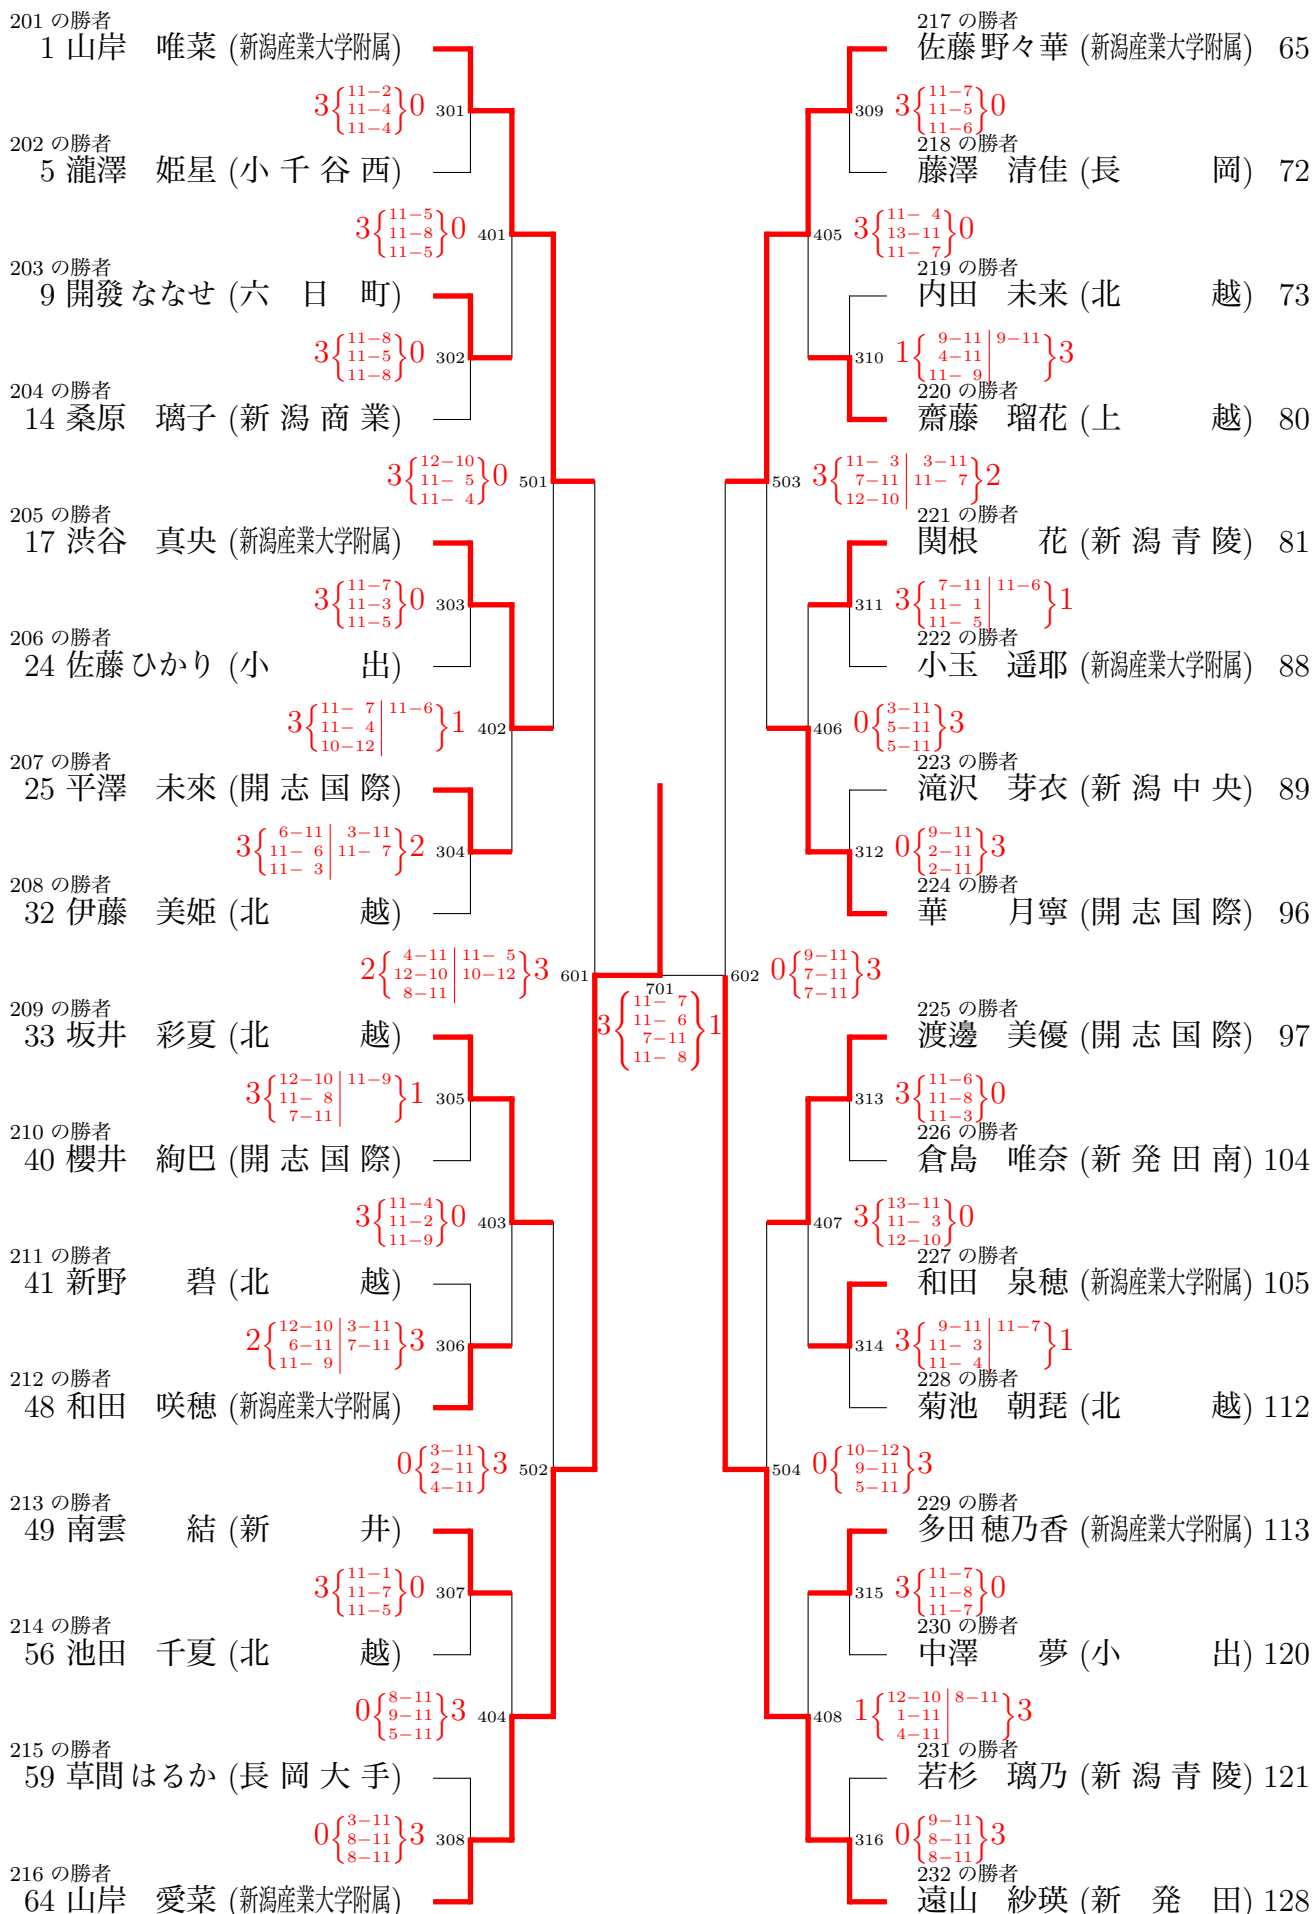 201 の勝者
1 山岸 唯菜 (新潟産業大学附属)
3{11−2 11−4 11−4}0 301
202 の勝者
5 瀧澤 姫星 (小千谷西)
3{11−5 11−8 11−5}0 401
203 の勝者
9 開發 ななせ (六日町)
3{11−8 11−5 11−8}0 302
204 の勝者
14 桑原 璃子 (新潟商業)
3{12−10 11− 5 11− 4}0 501
205 の勝者
17 渋谷 真央 (新潟産業大学附属)
3{11−7 11−3 11−5}0 303
206 の勝者
24 佐藤 ひかり (小出)
3{11− 7 11− 4 10−12 | 11−6}1 402
207 の勝者
25 平澤 未來 (開志国際)
3{6−11 11− 6 11− 3 | 3−11 11− 7}2 304
208 の勝者
32 伊藤 美姫 (北越)
2{4−11 12−10 8−11 | 11− 5 10−12}3 601
209 の勝者
33 坂井 彩夏 (北越)
3{12−10 11− 8 7−11 | 11−9}1 305
210 の勝者
40 櫻井 絢巴 (開志国際)
3{11−4 11−2 11−9}0 403
211 の勝者
41 新野 碧 (北越)
2{12−10 6−11 11− 9 | 3−11 7−11}3 306
212 の勝者
48 和田 咲穂 (新潟産業大学附属)
0{3−11 2−11 4−11}3 502
213 の勝者
49 南雲 結 (新井)
3{11−1 11−7 11−5}0 307
214 の勝者
56 池田 千夏 (北越)
0{8−11 9−11 5−11}3 404
215 の勝者
59 草間 はるか (長岡大手)
0{3−11 8−11 8−11}3 308
216 の勝者
64 山岸 愛菜 (新潟産業大学附属)
701
3{11− 7 11− 6 7−11 11− 8}1
217 の勝者
佐藤 野々華 (新潟産業大学附属) 65
309 3{11−7 11−5 11−6}0
218 の勝者
藤澤 清佳 (長岡) 72
405 3{11− 4 13−11 11− 7}0
219 の勝者
内田 未来 (北越) 73
310 1{9−11 4−11 11− 9 | 9−11}3
220 の勝者
齋藤 瑠花 (上越) 80
503 3{11− 3 7−11 12−10 | 3−11 11− 7}2
221 の勝者
関根 花 (新潟青陵) 81
311 3{7−11 11− 1 11− 5 | 11−6}1
222 の勝者
小玉 遥耶 (新潟産業大学附属) 88
406 0{3−11 5−11 5−11}3
223 の勝者
滝沢 芽衣 (新潟中央) 89
312 0{9−11 2−11 2−11}3
224 の勝者
華 月寧 (開志国際) 96
602 0{9−11 7−11 7−11}3
225 の勝者
渡邊 美優 (開志国際) 97
313 3{11−6 11−8 11−3}0
226 の勝者
倉島 唯奈 (新発田南) 104
407 3{13−11 11− 3 12−10}0
227 の勝者
和田 泉穂 (新潟産業大学附属) 105
314 3{9−11 11− 3 11− 4 | 11−7}1
228 の勝者
菊池 朝琵 (北越) 112
504 0{10−12 9−11 5−11}3
229 の勝者
多田 穂乃香 (新潟産業大学附属) 113
315 3{11−7 11−8 11−7}0
230 の勝者
中澤 夢 (小出) 120
408 1{12−10 1−11 4−11 | 8−11}3
231 の勝者
若杉 璃乃 (新潟青陵) 121
316 0{9−11 8−11 8−11}3
232 の勝者
遠山 紗瑛 (新発田) 128